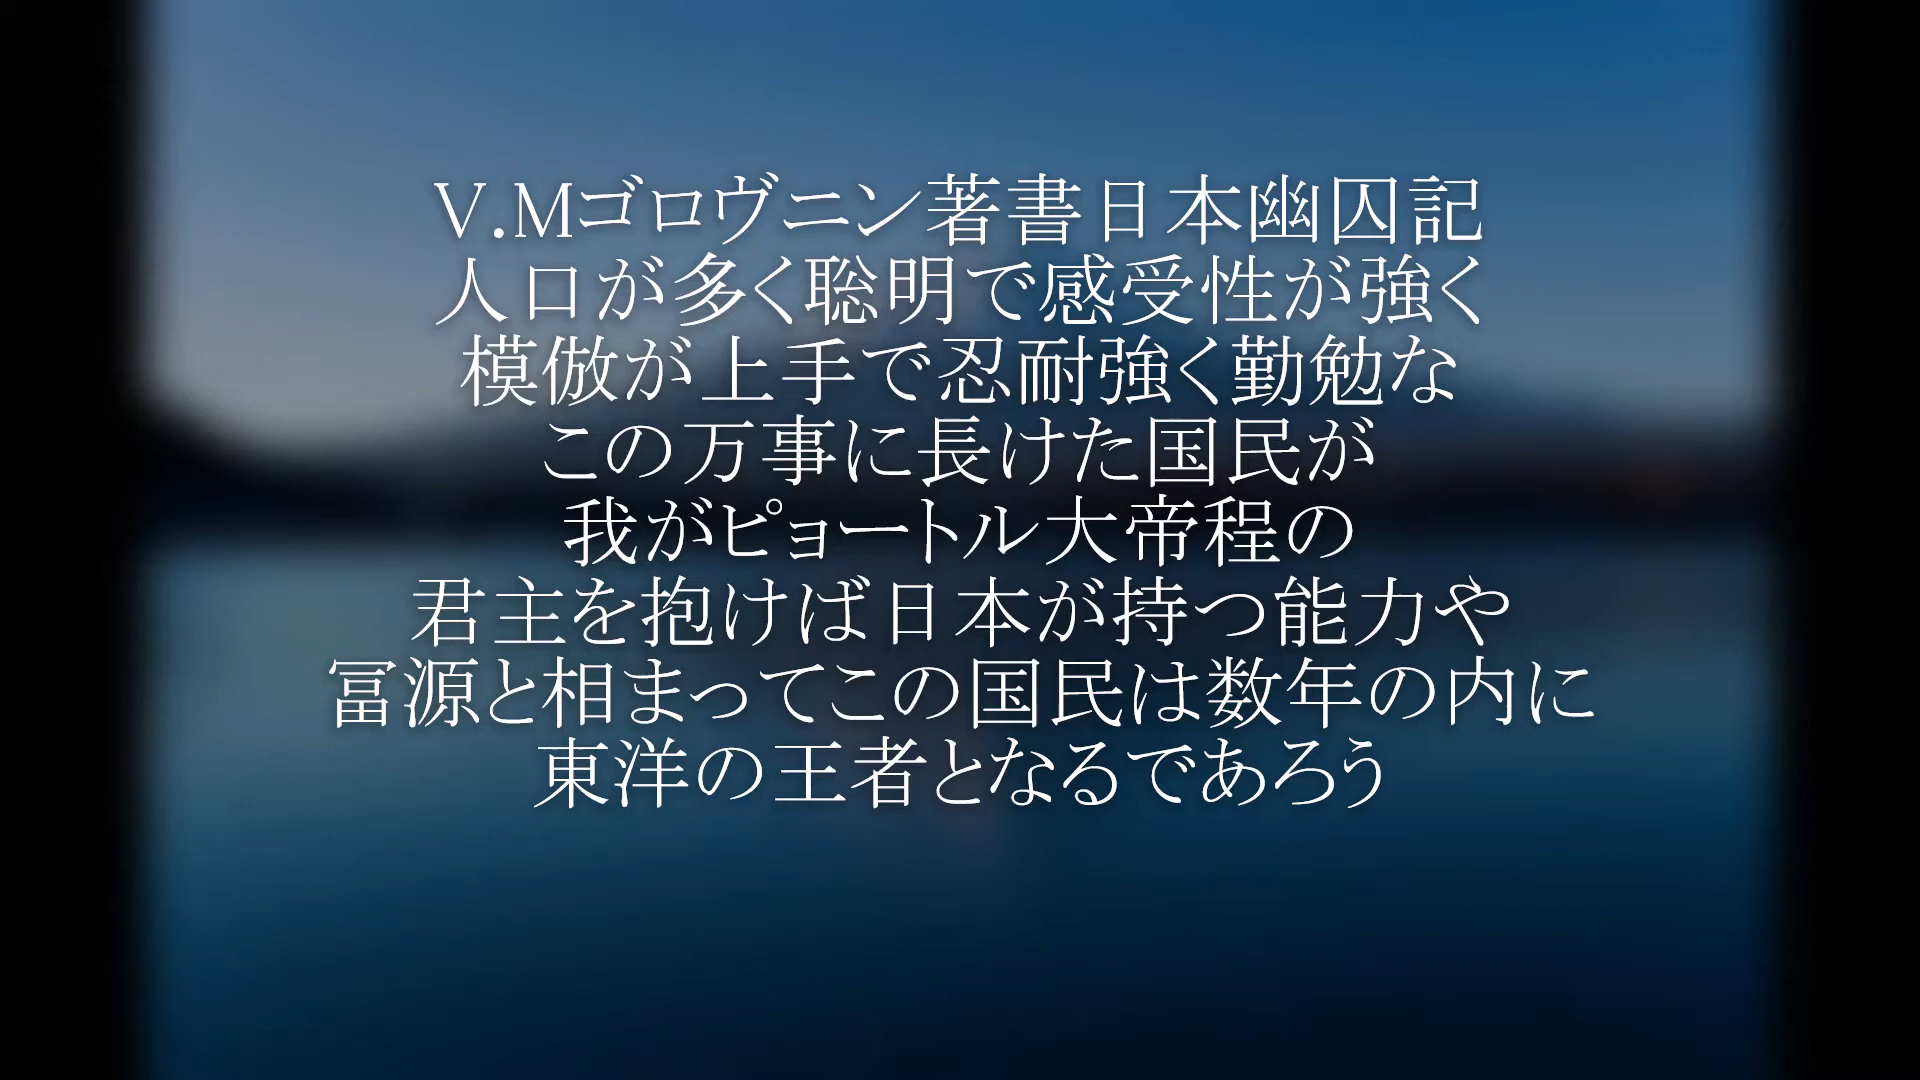 V.Mゴロヴニン著書日本幽囚記
人口が多く聡明で感受性が強く
模倣が上手で忍耐強く勤勉な
この万事に長けた国民が
我がピョートル大帝程の
君主を抱けば日本が持つ能力や
冨源と相まってこの国民は数年の内に
東洋の王者となるであろう